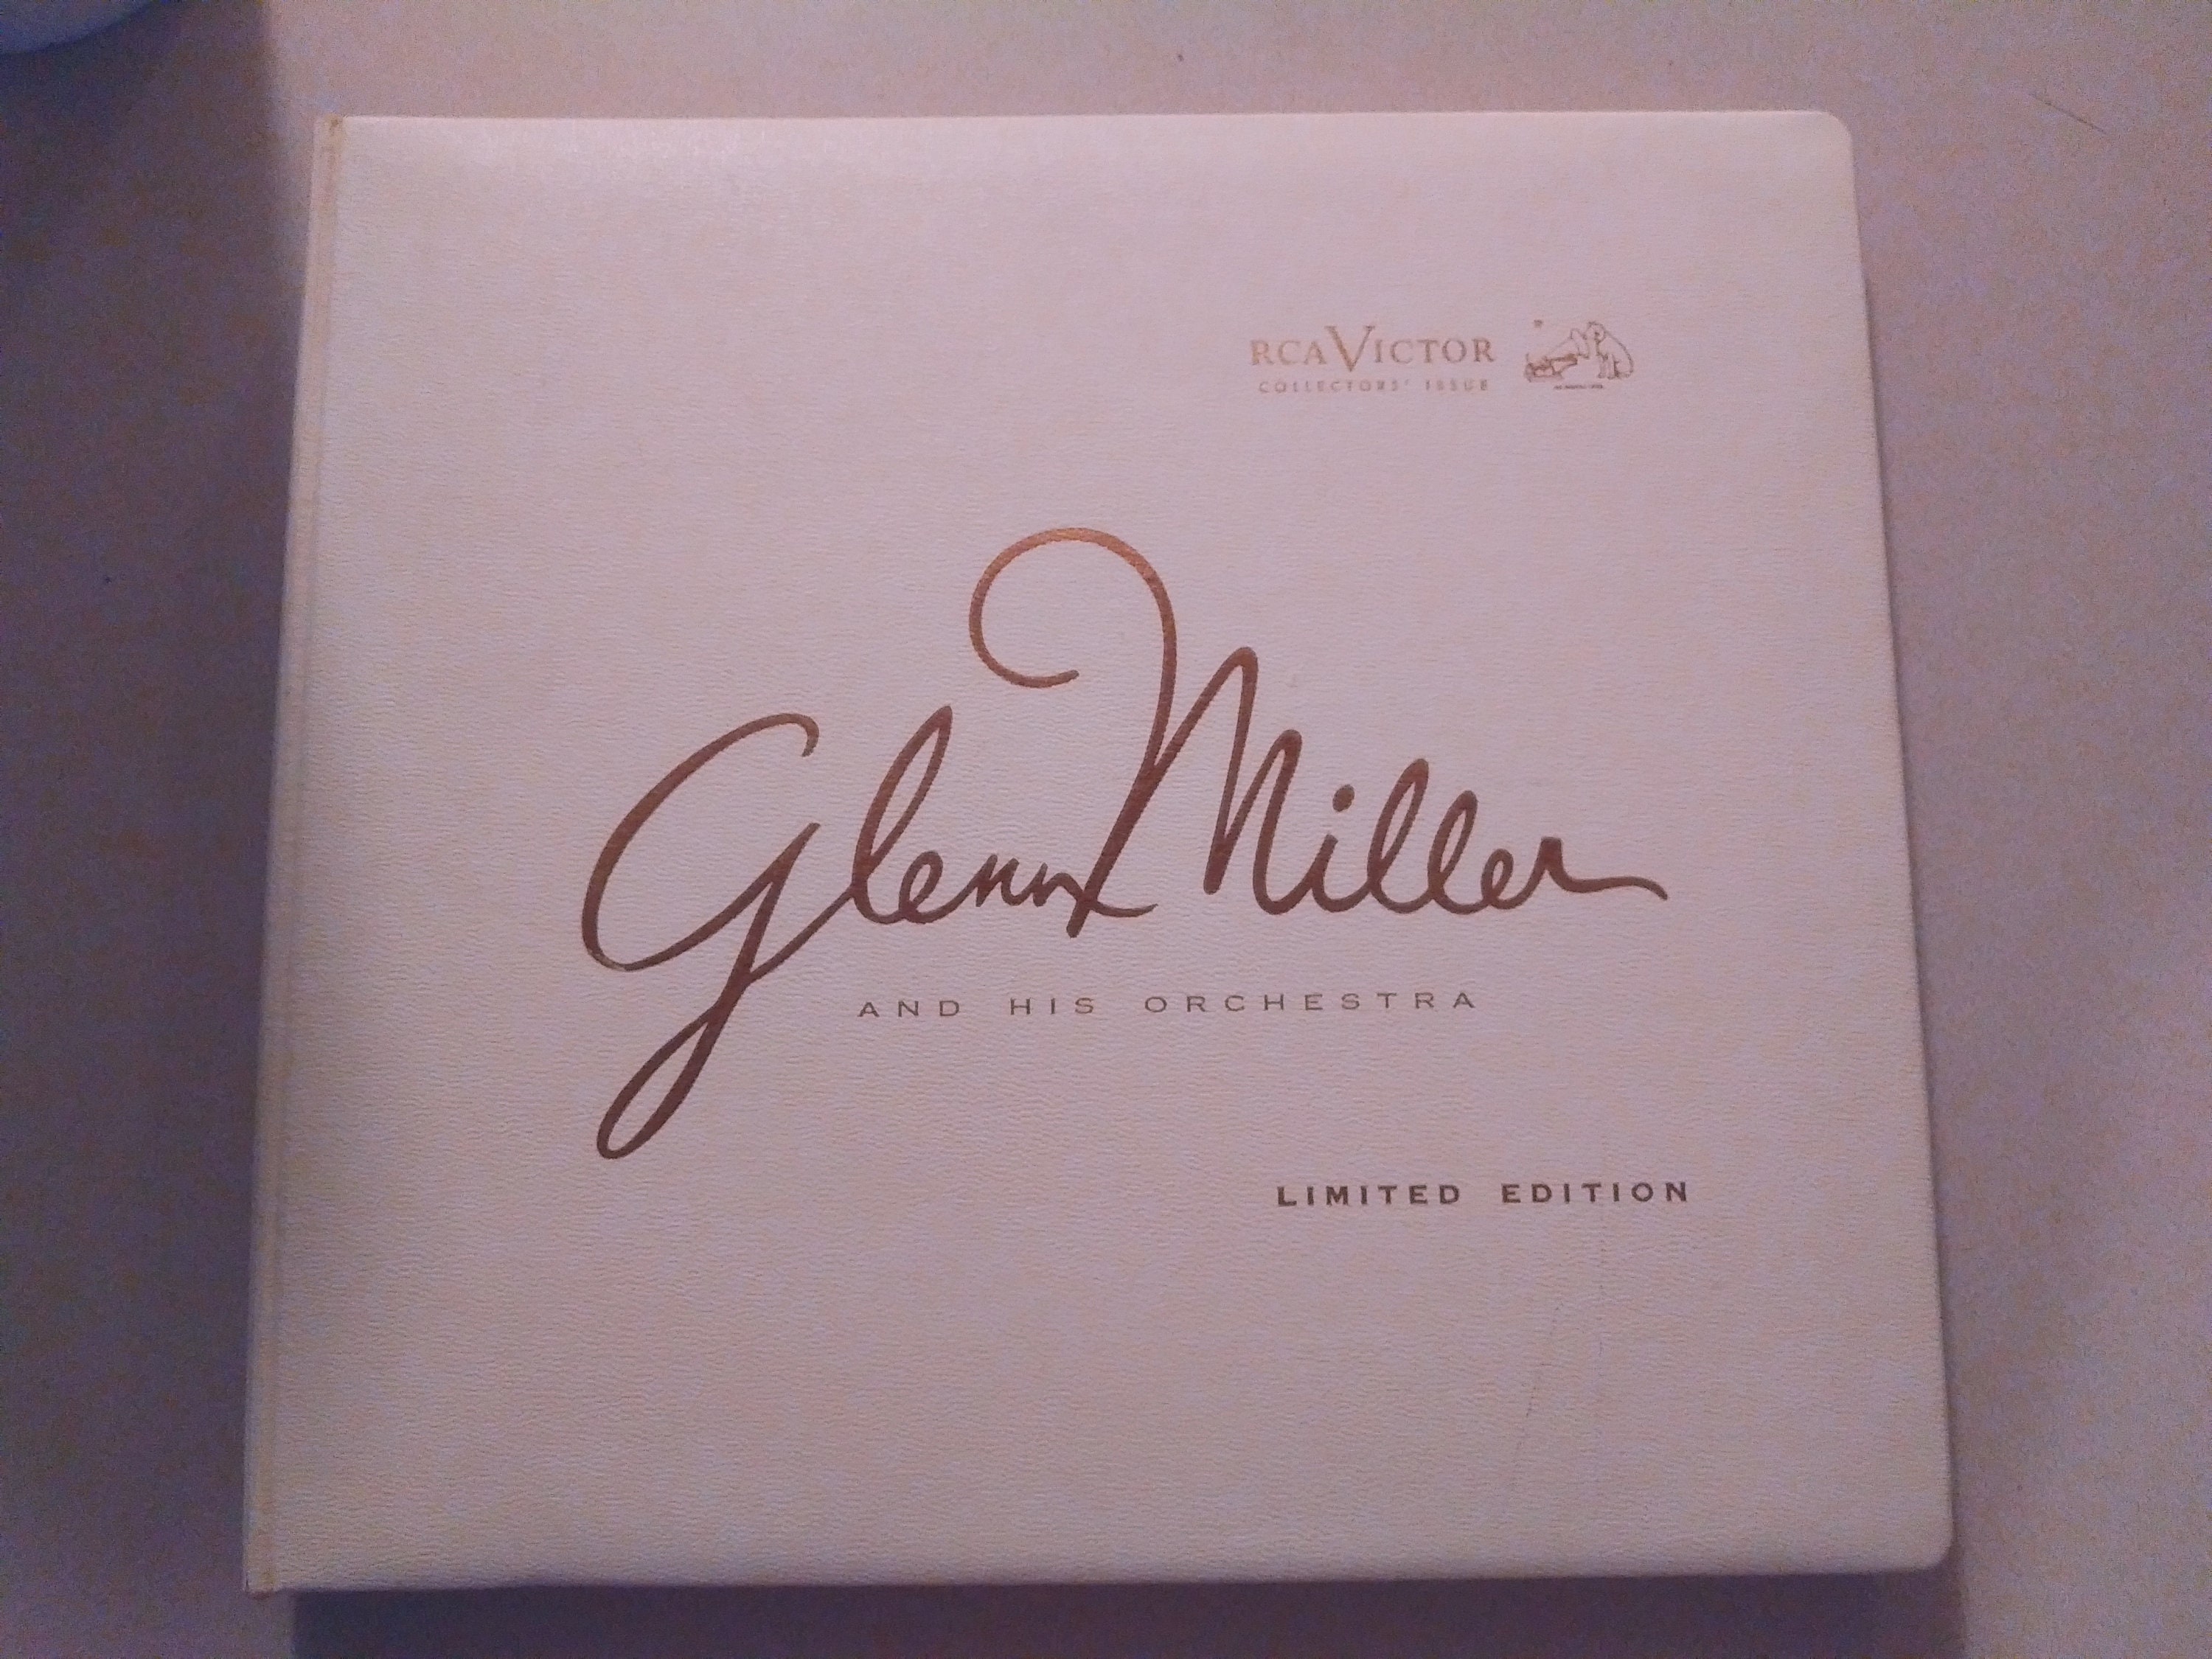 RCA VICTOR
COLLECTORS' ISSUE
Glenn Miller
AND HIS ORCHESTRA
LIMITED EDITION